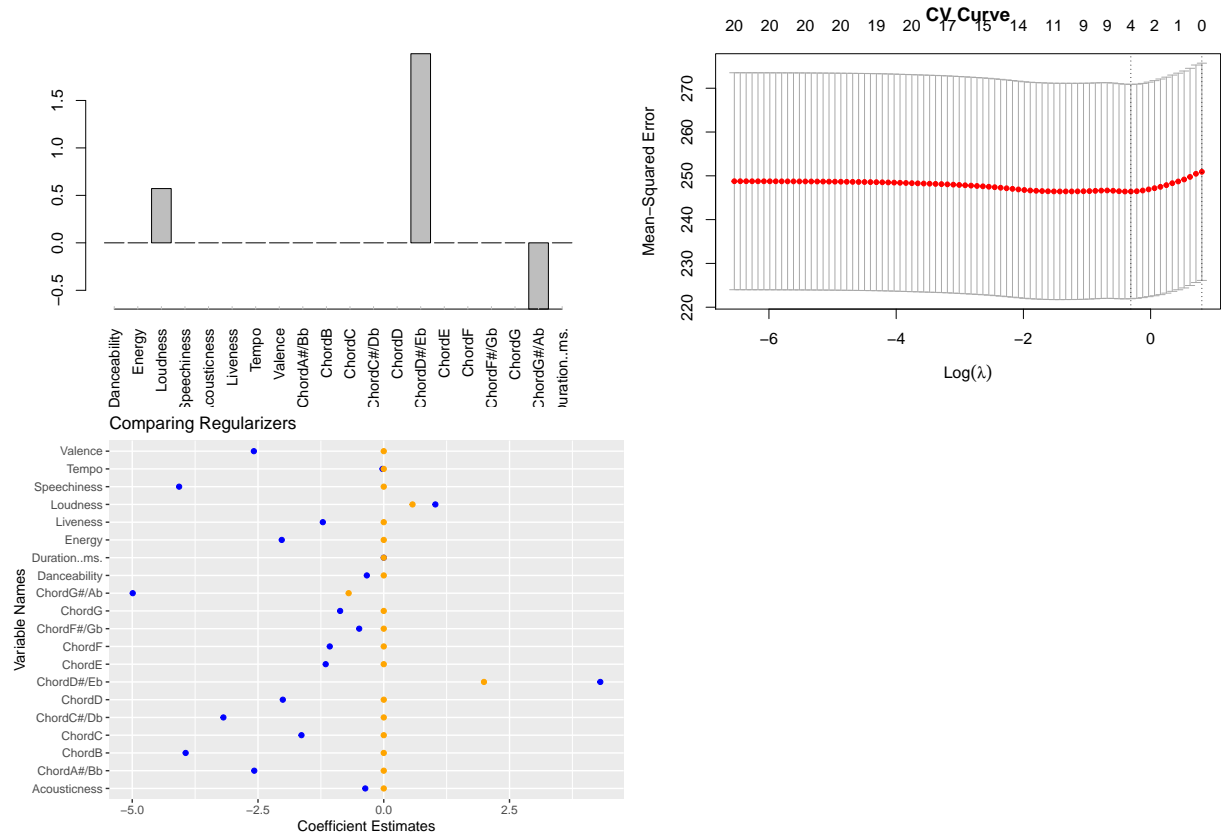 1.5
1.0
0.5
0.0
−0.5
Danceability
Energy
Loudness
Speechiness
Acousticness
Liveness
Tempo
Valence
ChordA#/Bb
ChordB
ChordC
ChordC#/Db
ChordD
ChordD#/Eb
ChordE
ChordF
ChordF#/Gb
ChordG
ChordG#/Ab
Duration..ms.
CV Curve
20 20 20 20 19 20 17 15 14 11 9 9 4 2 1 0
Mean−Squared Error
270
260
250
240
230
220
−6 −4 −2 0
Log(λ)
Comparing Regularizers
Variable Names
Valence
Tempo
Speechiness
Loudness
Liveness
Energy
Duration..ms.
Danceability
ChordG#/Ab
ChordG
ChordF#/Gb
ChordF
ChordE
ChordD#/Eb
ChordD
ChordC#/Db
ChordC
ChordB
ChordA#/Bb
Acousticness
−5.0 −2.5 0.0 2.5
Coefficient Estimates